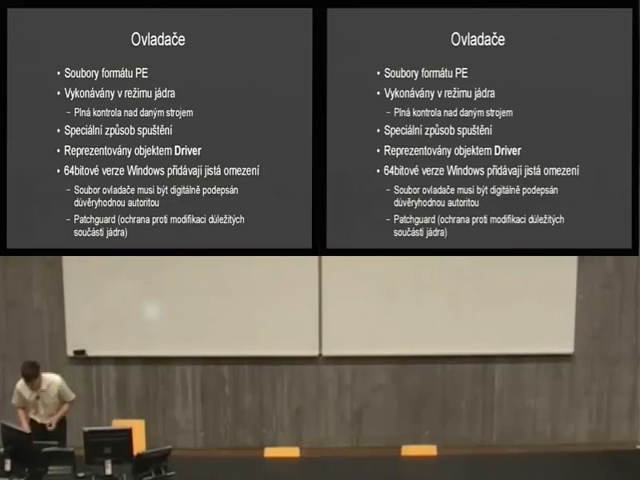 Ovladače
• Soubory formátu PE
• Vykonávány v režimu jádra
– Plná kontrola nad daným strojem
• Speciální způsob spuštění
• Reprezentovány objektem Driver
• 64bitové verze Windows přidávají jistá omezení
– Soubor ovladače musí být digitálně podepsán
důvěryhodnou autoritou
– Patchguard (ochrana proti modifikaci důležitých
součástí jádra)
Ovladače
• Soubory formátu PE
• Vykonávány v režimu jádra
– Plná kontrola nad daným strojem
• Speciální způsob spuštění
• Reprezentovány objektem Driver
• 64bitové verze Windows přidávají jistá omezení
– Soubor ovladače musí být digitálně podepsán
důvěryhodnou autoritou
– Patchguard (ochrana proti modifikaci důležitých
součástí jádra)